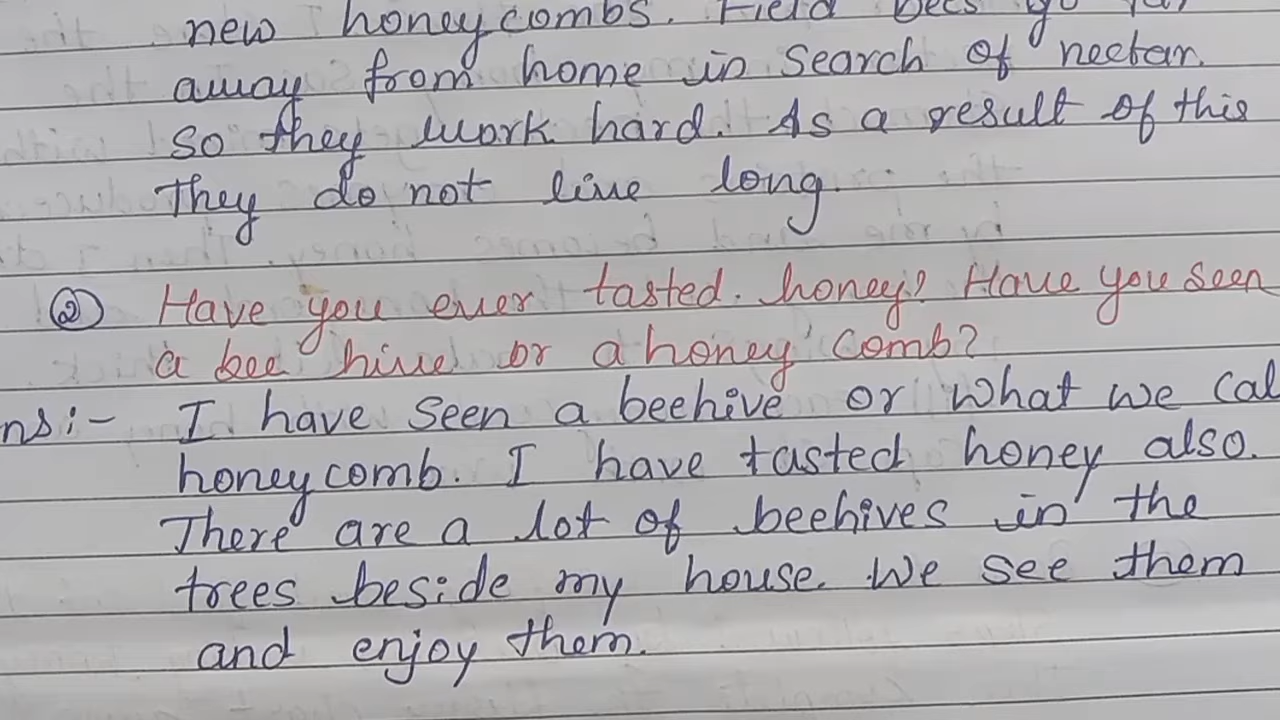 new honeycombs. Field bees go far
away from home in search of nectar.
so they work hard. As a result of this
They do not live long.
② Have you ever tasted. honey? Have you seen
a bee hive or a honey comb?
ns:- I have seen a beehive or what we cal
honeycomb. I have tasted honey also.
There are a lot of beehives in the
trees beside my house. We see them
and enjoy them.